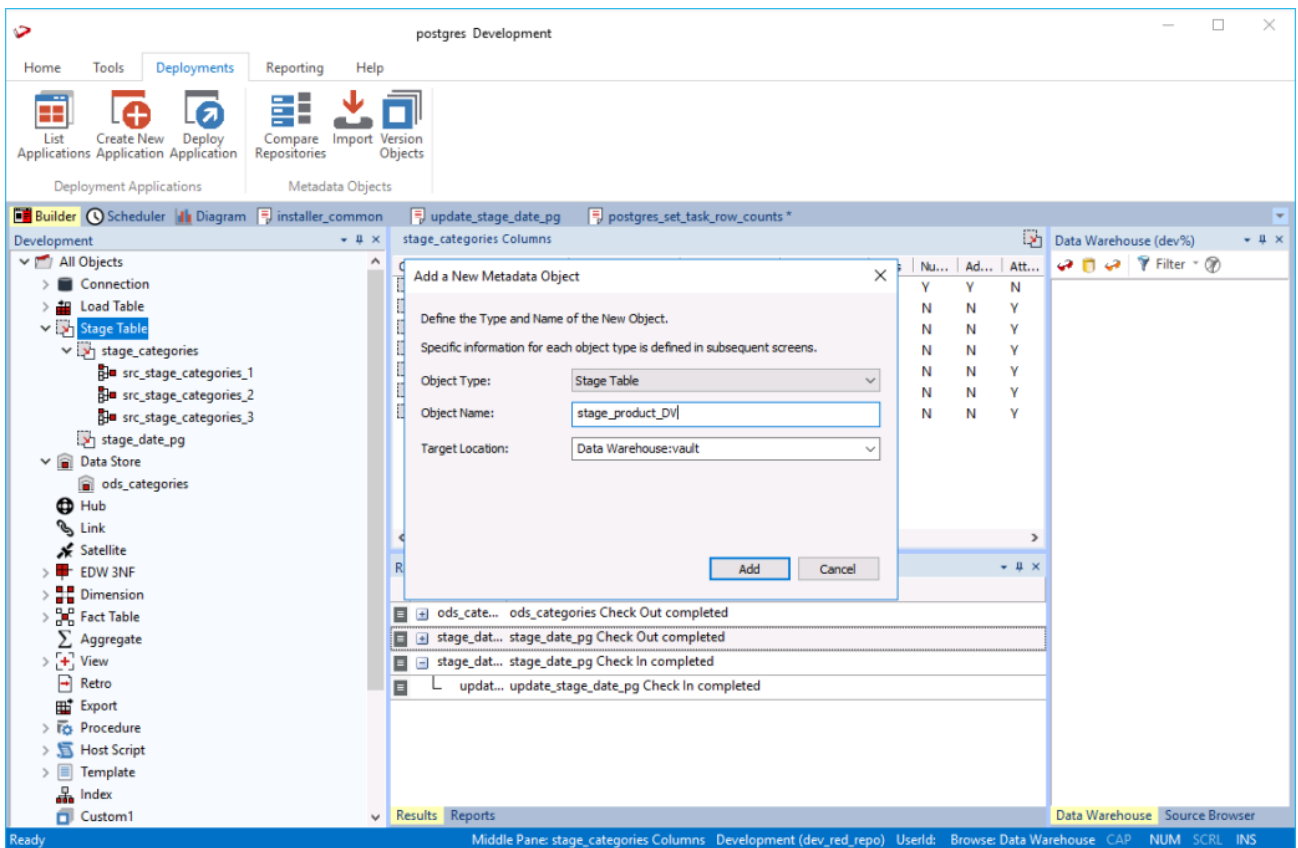 postgres Development
Home Tools Deployments Reporting Help
List Applications
Create New Application
Deploy Application
Compare Repositories
Import
Version Objects
Deployment Applications
Metadata Objects
Builder Scheduler Diagram installer_common update_stage_date_pg postgres_set_task_row_counts *
Development
All Objects
Connection
Load Table
Stage Table
stage_categories
src_stage_categories_1
src_stage_categories_2
src_stage_categories_3
stage_date_pg
Data Store
ods_categories
Hub
Link
Satellite
EDW 3NF
Dimension
Fact Table
Aggregate
View
Retro
Export
Procedure
Host Script
Template
Index
Custom1
stage_categories Columns
Nu... Ad... Att...
Y Y N
N N Y
N N Y
N N Y
N N Y
N N Y
N N Y
Add a New Metadata Object
Define the Type and Name of the New Object.
Specific information for each object type is defined in subsequent screens.
Object Type: Stage Table
Object Name: stage_product_DV
Target Location: Data Warehouse:vault
Add Cancel
ods_cate... ods_categories Check Out completed
stage_dat... stage_date_pg Check Out completed
stage_dat... stage_date_pg Check In completed
updat... update_stage_date_pg Check In completed
Results Reports
Data Warehouse (dev%)
Filter
Data Warehouse Source Browser
Ready Middle Pane: stage_categories Columns Development (dev_red_repo) UserId: Browse: Data Warehouse CAP NUM SCRL INS